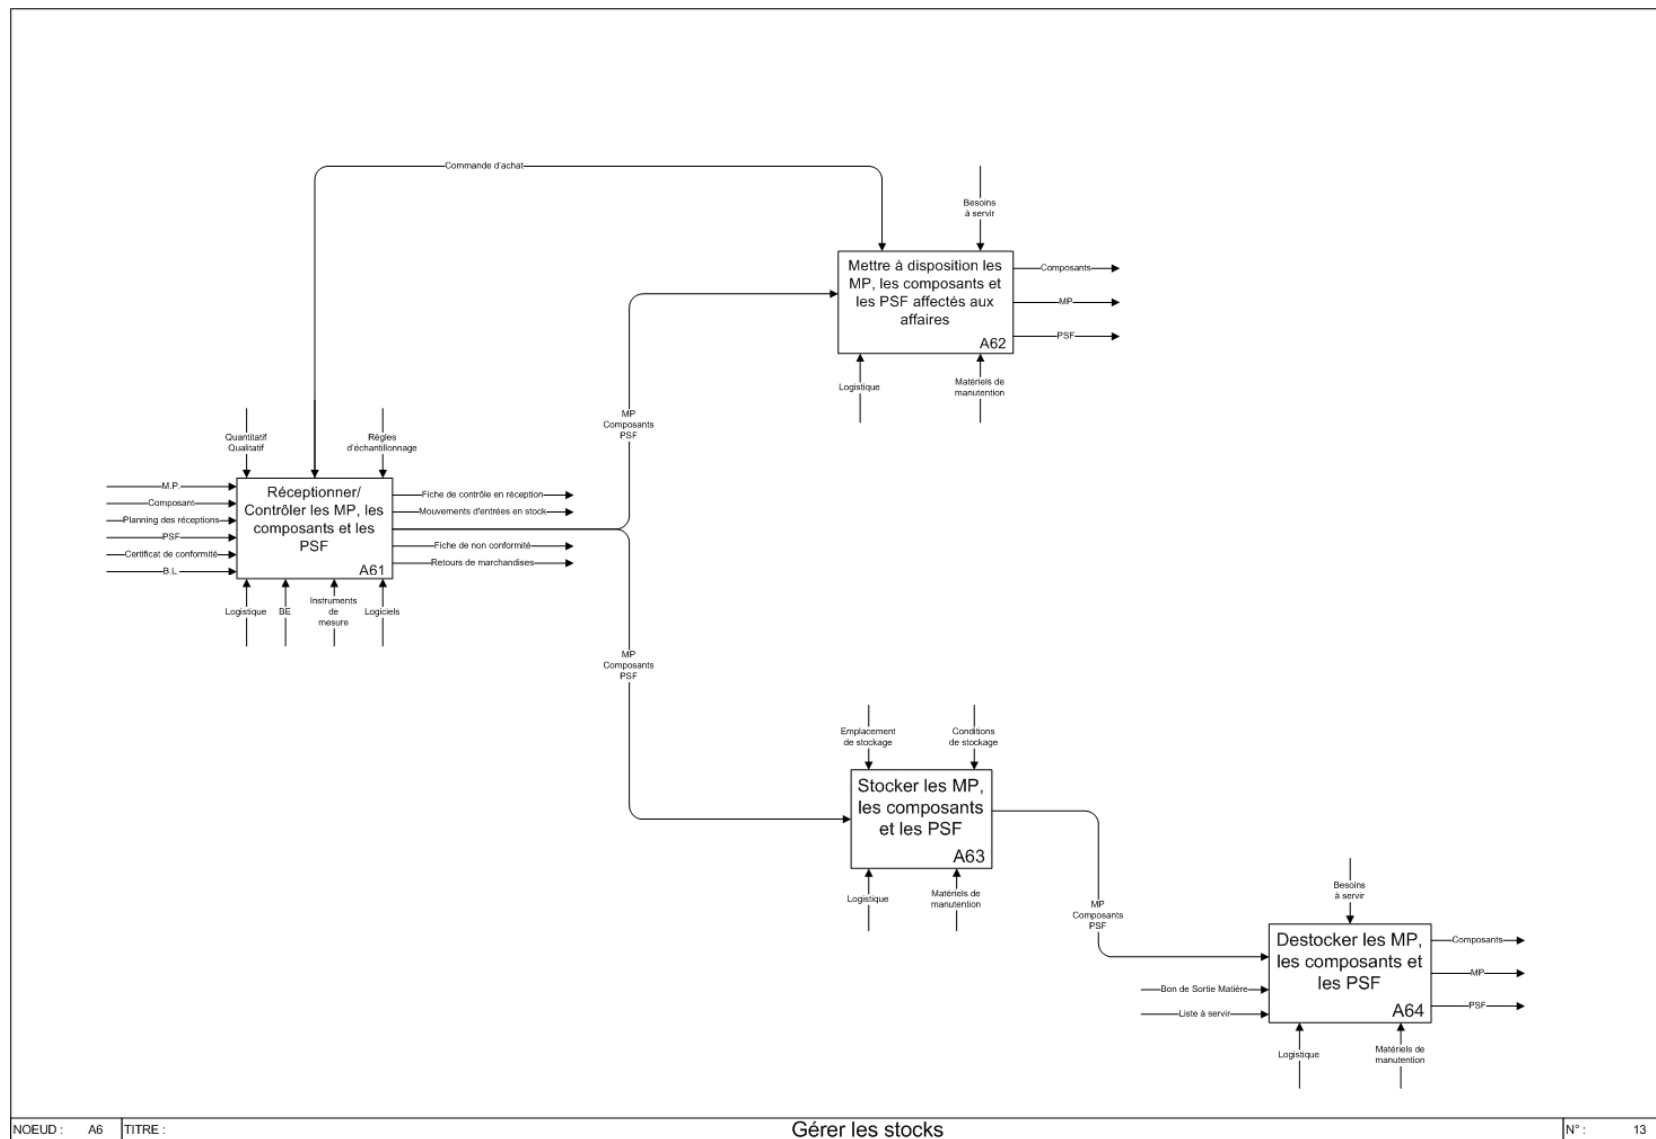 Commande d'achat
Besoins
à servir
Mettre à disposition les
MP, les composants et
les PSF affectés aux
affaires
A62
Composants
MP
PSF
Logistique
Matériels de
manutention
Quantitatif
Qualitatif
Règles
d'échantillonnage
MP
Composants
PSF
M.P.
Composant
Planning des réceptions
PSF
Certificat de conformité
B.L.
Réceptionner/
Contrôler les MP, les
composants et les
PSF
A61
Fiche de contrôle en réception
Mouvements d'entrées en stock
Fiche de non conformité
Retours de marchandises
Logistique
BE
Instruments
de
mesure
Logiciels
MP
Composants
PSF
Emplacement
de stockage
Conditions
de stockage
Stocker les MP,
les composants
et les PSF
A63
Logistique
Matériels de
manutention
MP
Composants
PSF
Besoins
à servir
Bon de Sortie Matière
Liste à servir
Destocker les MP,
les composants et
les PSF
A64
Composants
MP
PSF
Logistique
Matériels de
manutention
NOEUD : A6
TITRE :
Gérer les stocks
N° : 13